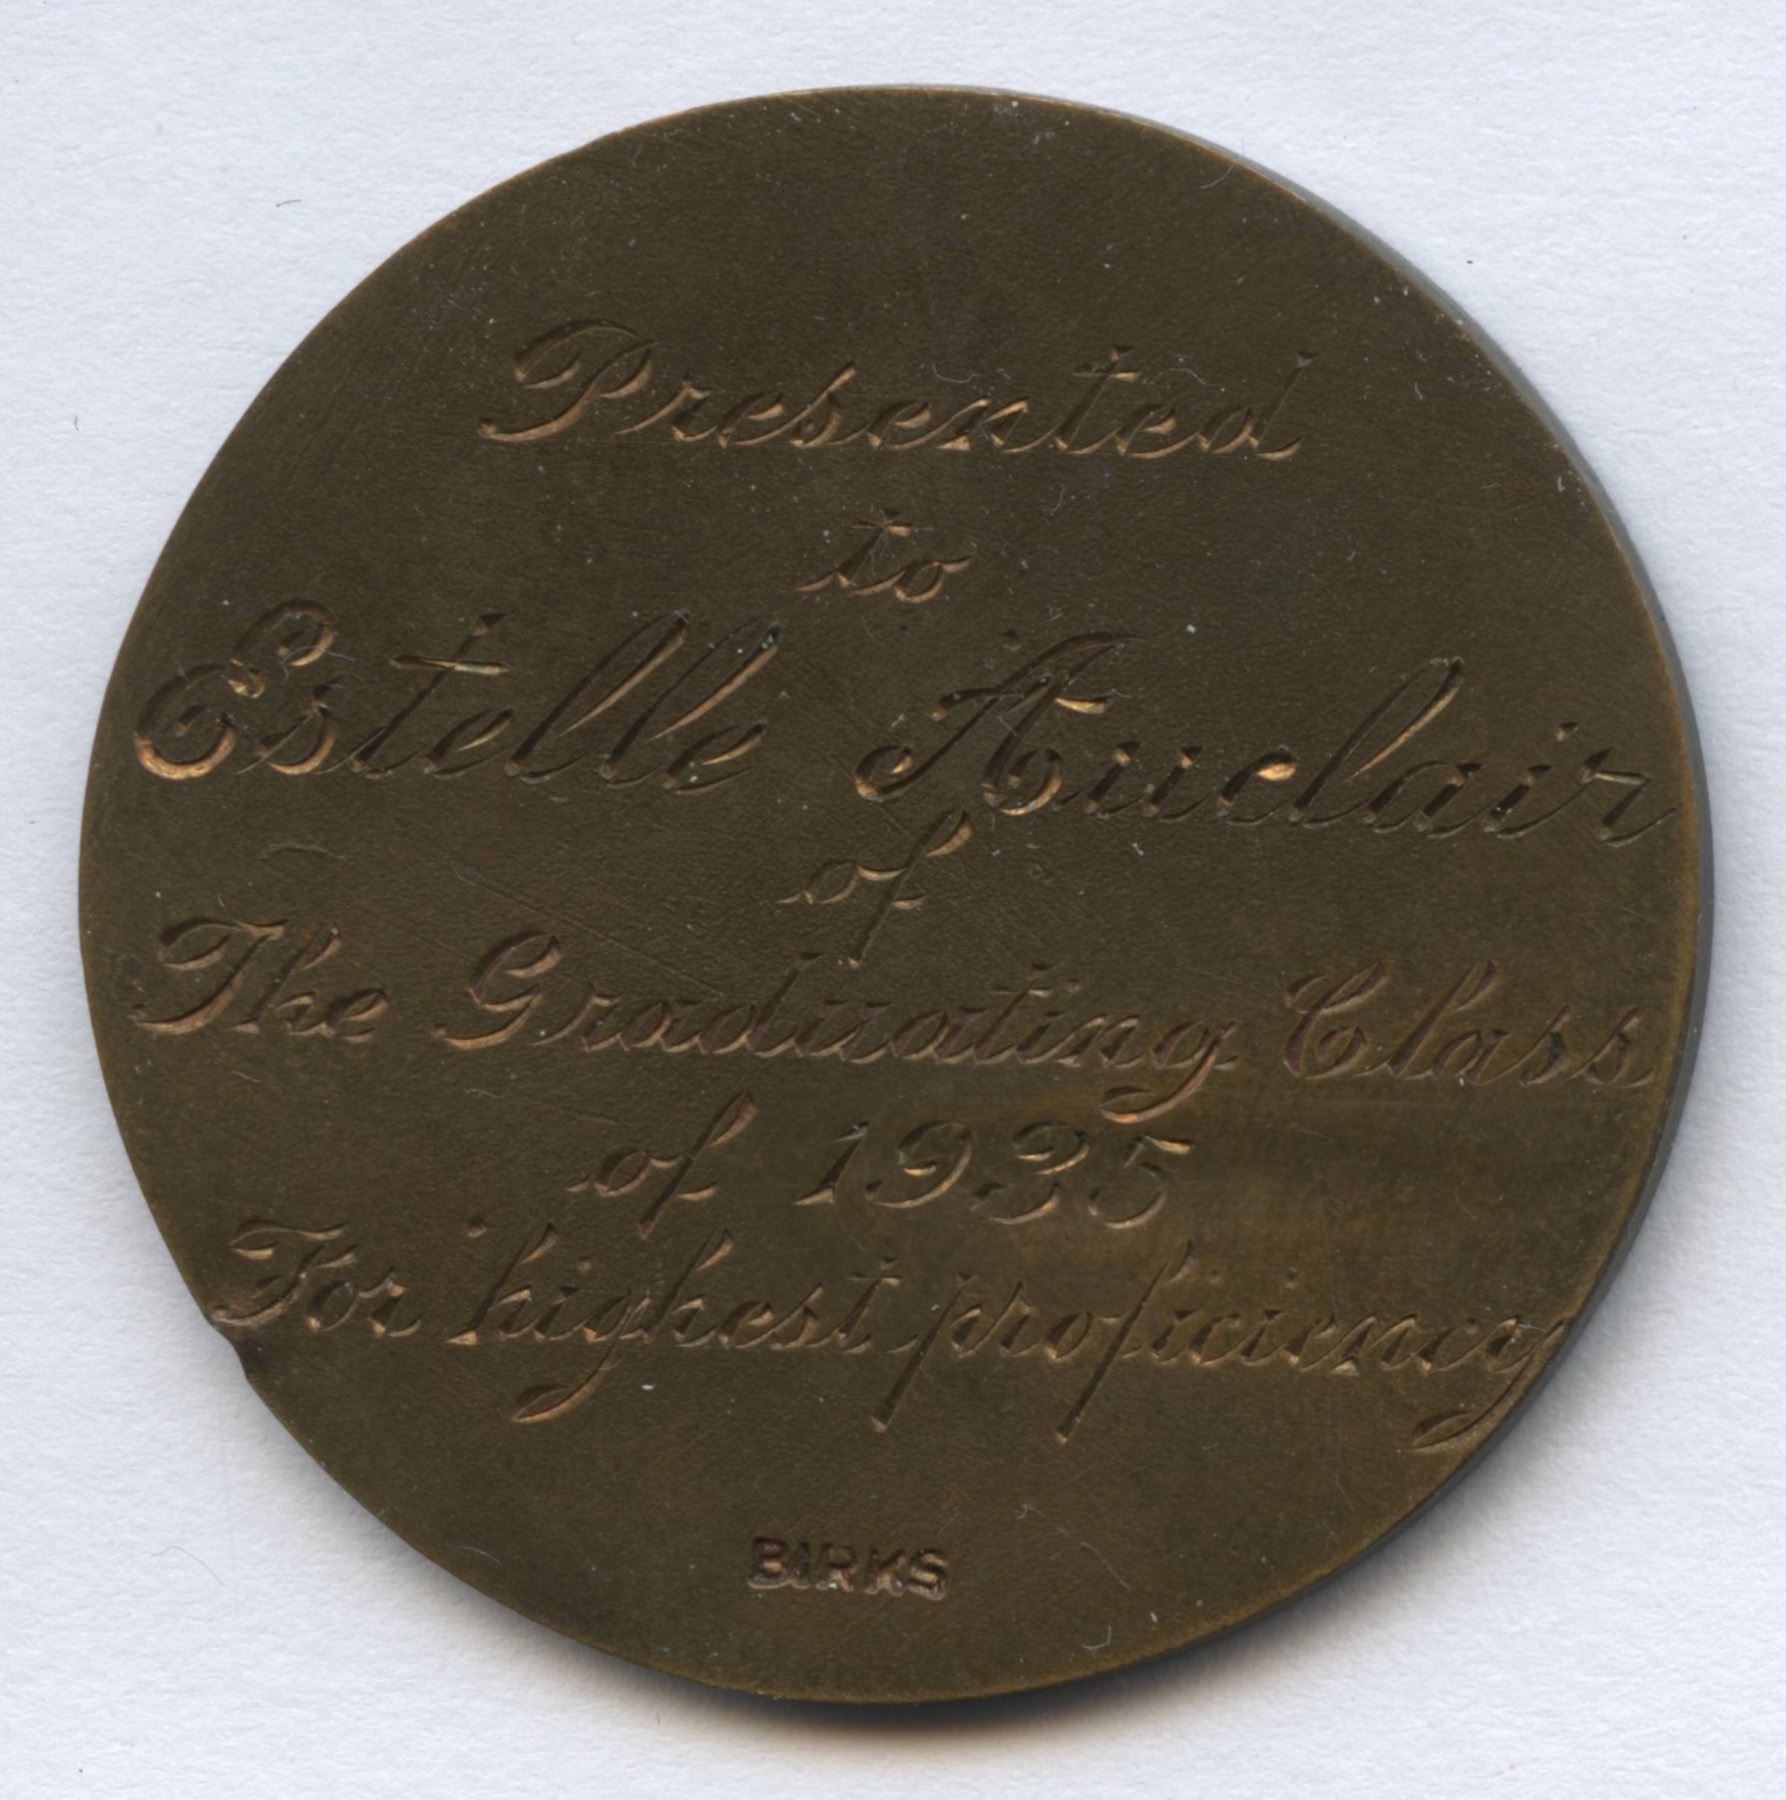 Presented
to
Estelle Auclair
of
The Graduating Class
of 1935
For highest proficiency
BIRKS